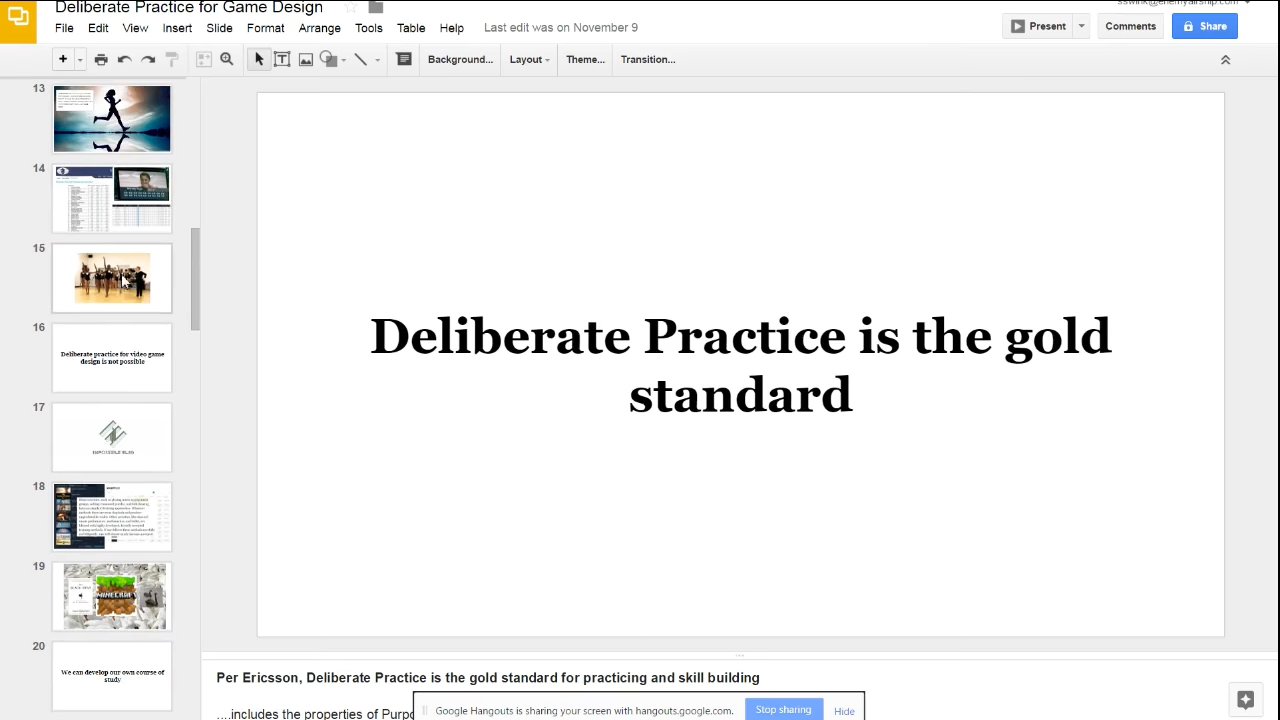 Deliberate Practice for Game Design
File Edit View Insert Slide Format Arrange Tools Table Help Last edit was on November 9
Present Comments Share
Background... Layout Theme... Transition...
13
14
15
16
Deliberate practice for video game
design is not possible
17
18
19
MINECRAFT
20
We can develop our own course of
study
Deliberate Practice is the gold
standard
Per Ericsson, Deliberate Practice is the gold standard for practicing and skill building
....includes the properties of
Google Hangouts is sharing your screen with hangouts.google.com. Stop sharing Hide